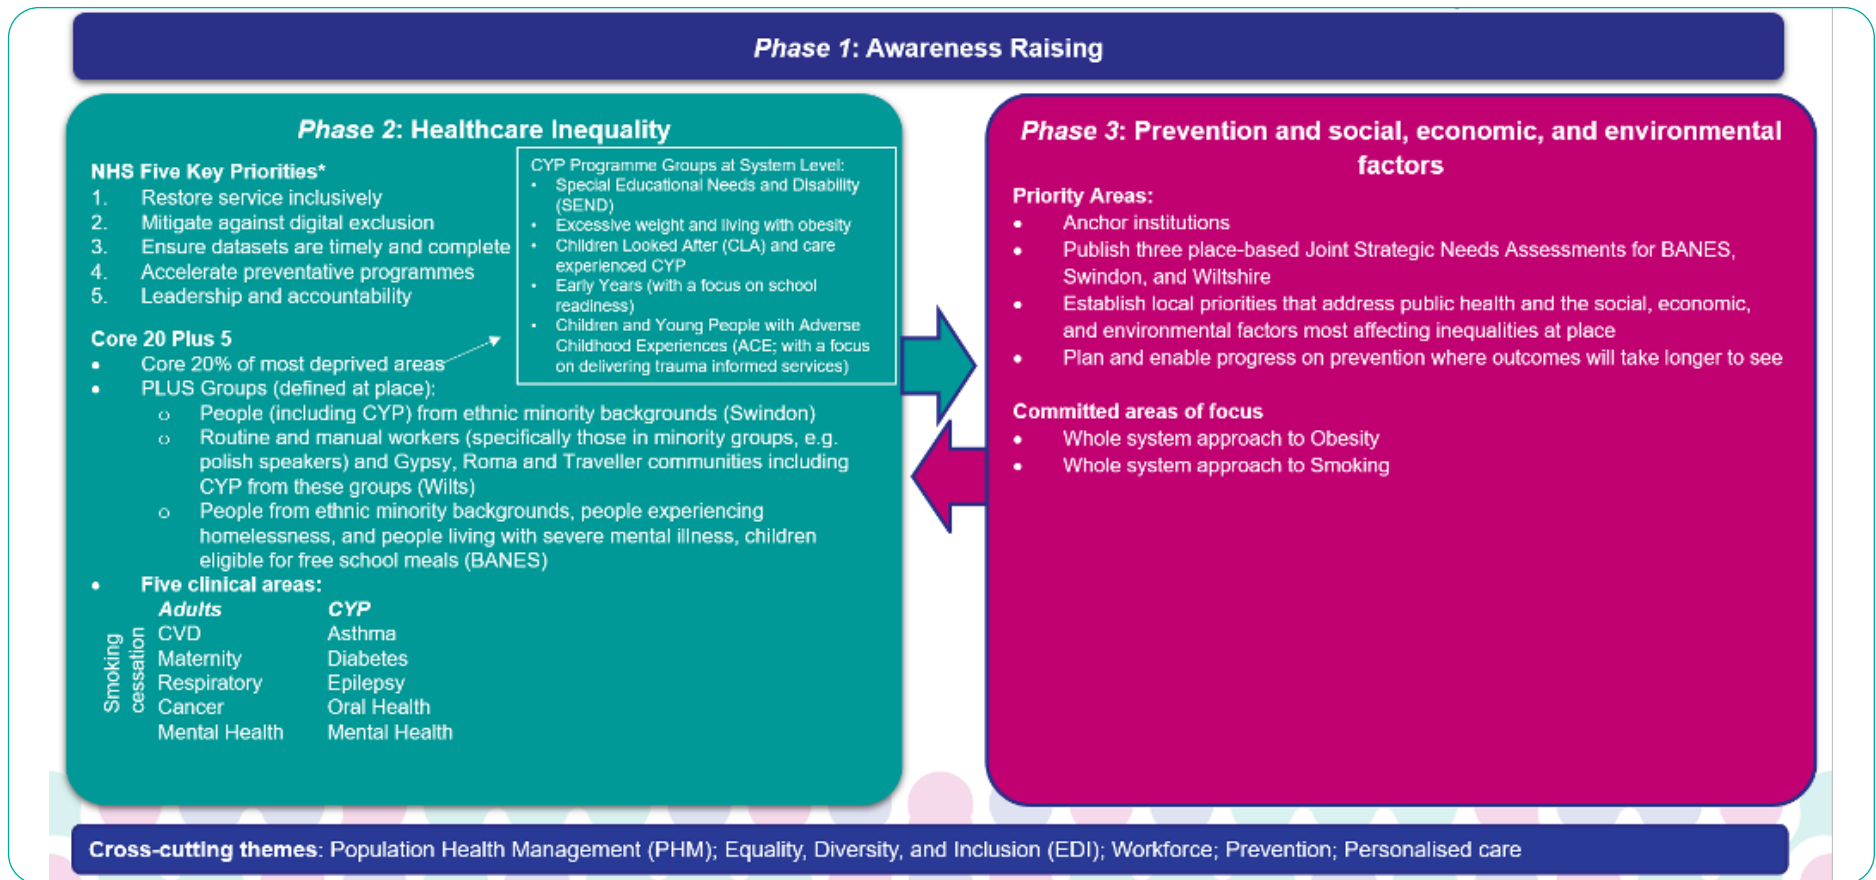 Phase 1: Awareness Raising
Phase 2: Healthcare Inequality
NHS Five Key Priorities*
1. Restore service inclusively
2. Mitigate against digital exclusion
3. Ensure datasets are timely and complete
4. Accelerate preventative programmes
5. Leadership and accountability
CYP Programme Groups at System Level:
• Special Educational Needs and Disability
(SEND)
• Excessive weight and living with obesity
• Children Looked After (CLA) and care
experienced CYP
• Early Years (with a focus on school
readiness)
• Children and Young People with Adverse
Childhood Experiences (ACE; with a focus
on delivering trauma informed services)
Core 20 Plus 5
• Core 20% of most deprived areas
• PLUS Groups (defined at place):
o People (including CYP) from ethnic minority backgrounds (Swindon)
o Routine and manual workers (specifically those in minority groups, e.g.
polish speakers) and Gypsy, Roma and Traveller communities including
CYP from these groups (Wilts)
o People from ethnic minority backgrounds, people experiencing
homelessness, and people living with severe mental illness, children
eligible for free school meals (BANES)
• Five clinical areas:
Adults CYP
CVD Asthma
Maternity Diabetes
Respiratory Epilepsy
Cancer Oral Health
Mental Health Mental Health
Smoking
cessation
Phase 3: Prevention and social, economic, and environmental
factors
Priority Areas:
• Anchor institutions
• Publish three place-based Joint Strategic Needs Assessments for BANES,
Swindon, and Wiltshire
• Establish local priorities that address public health and the social, economic,
and environmental factors most affecting inequalities at place
• Plan and enable progress on prevention where outcomes will take longer to see
Committed areas of focus
• Whole system approach to Obesity
• Whole system approach to Smoking
Cross-cutting themes: Population Health Management (PHM); Equality, Diversity, and Inclusion (EDI); Workforce; Prevention; Personalised care